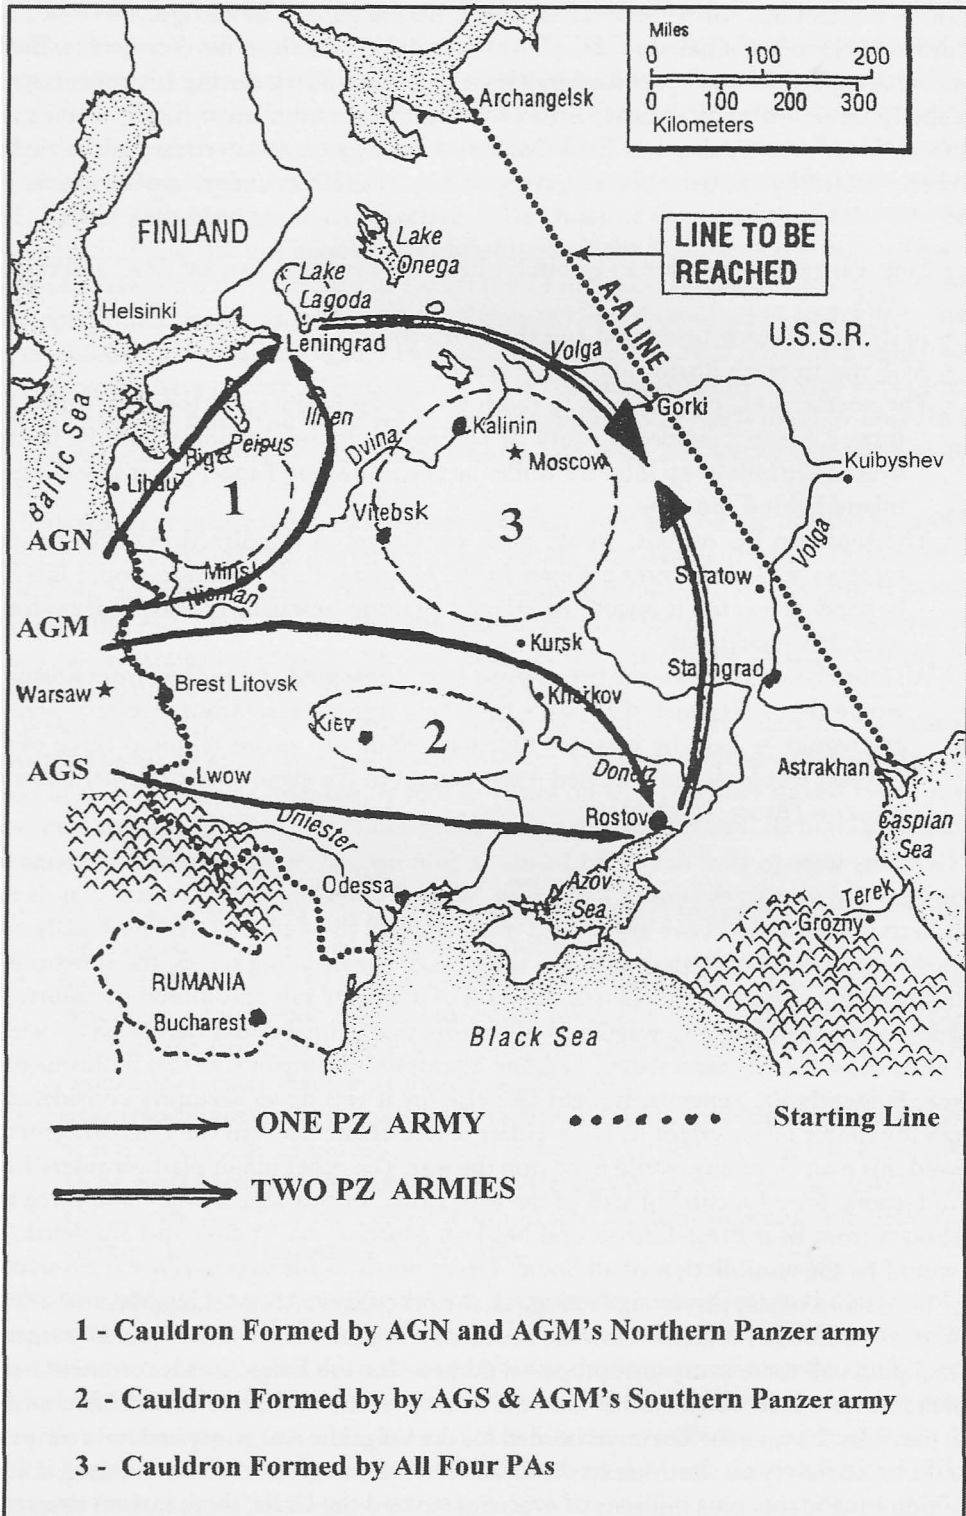 Miles
0 100 200
0 100 200 300
Kilometers
Archangelsk
FINLAND
Lake
Onega
LINE TO BE
REACHED
Lake
Lagoda
Helsinki
A-A LINE
Leningrad
U.S.S.R.
Volga
Ilmen
Gorki
Baltic Sea
Peipus
Kalinin
Riga
Dvina
Moscow
Kuibyshev
Libau
1
3
Vitebsk
Volga
AGN
Minsk
Nieman
Saratow
AGM
Kursk
Stalingrad
Warsaw
Brest Litovsk
Kharkov
Kiev
2
AGS
Lwow
Donetz
Astrakhan
Dniester
Rostov
Caspian
Sea
Odessa
Azov
Sea
Terek
Grozny
RUMANIA
Bucharest
Black Sea
ONE PZ ARMY
Starting Line
TWO PZ ARMIES
1 - Cauldron Formed by AGN and AGM's Northern Panzerarmy
2 - Cauldron Formed by by AGS & AGM's Southern Panzerarmy
3 - Cauldron Formed by All Four PAs